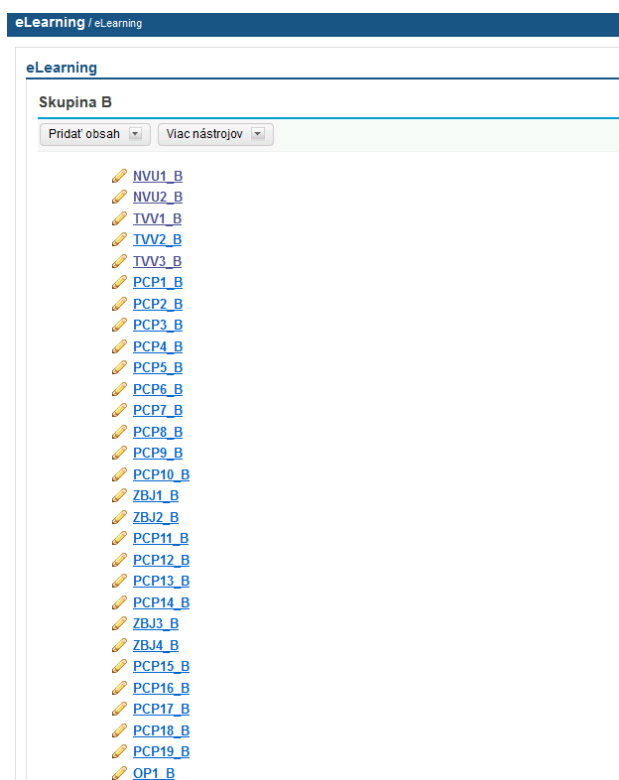 eLearning / eLearning
eLearning
Skupina B
Pridať obsah Viac nástrojov
NVU1_B
NVU2_B
TVV1_B
TVV2_B
TVV3_B
PCP1_B
PCP2_B
PCP3_B
PCP4_B
PCP5_B
PCP6_B
PCP7_B
PCP8_B
PCP9_B
PCP10_B
ZBJ1_B
ZBJ2_B
PCP11_B
PCP12_B
PCP13_B
PCP14_B
ZBJ3_B
ZBJ4_B
PCP15_B
PCP16_B
PCP17_B
PCP18_B
PCP19_B
OP1_B